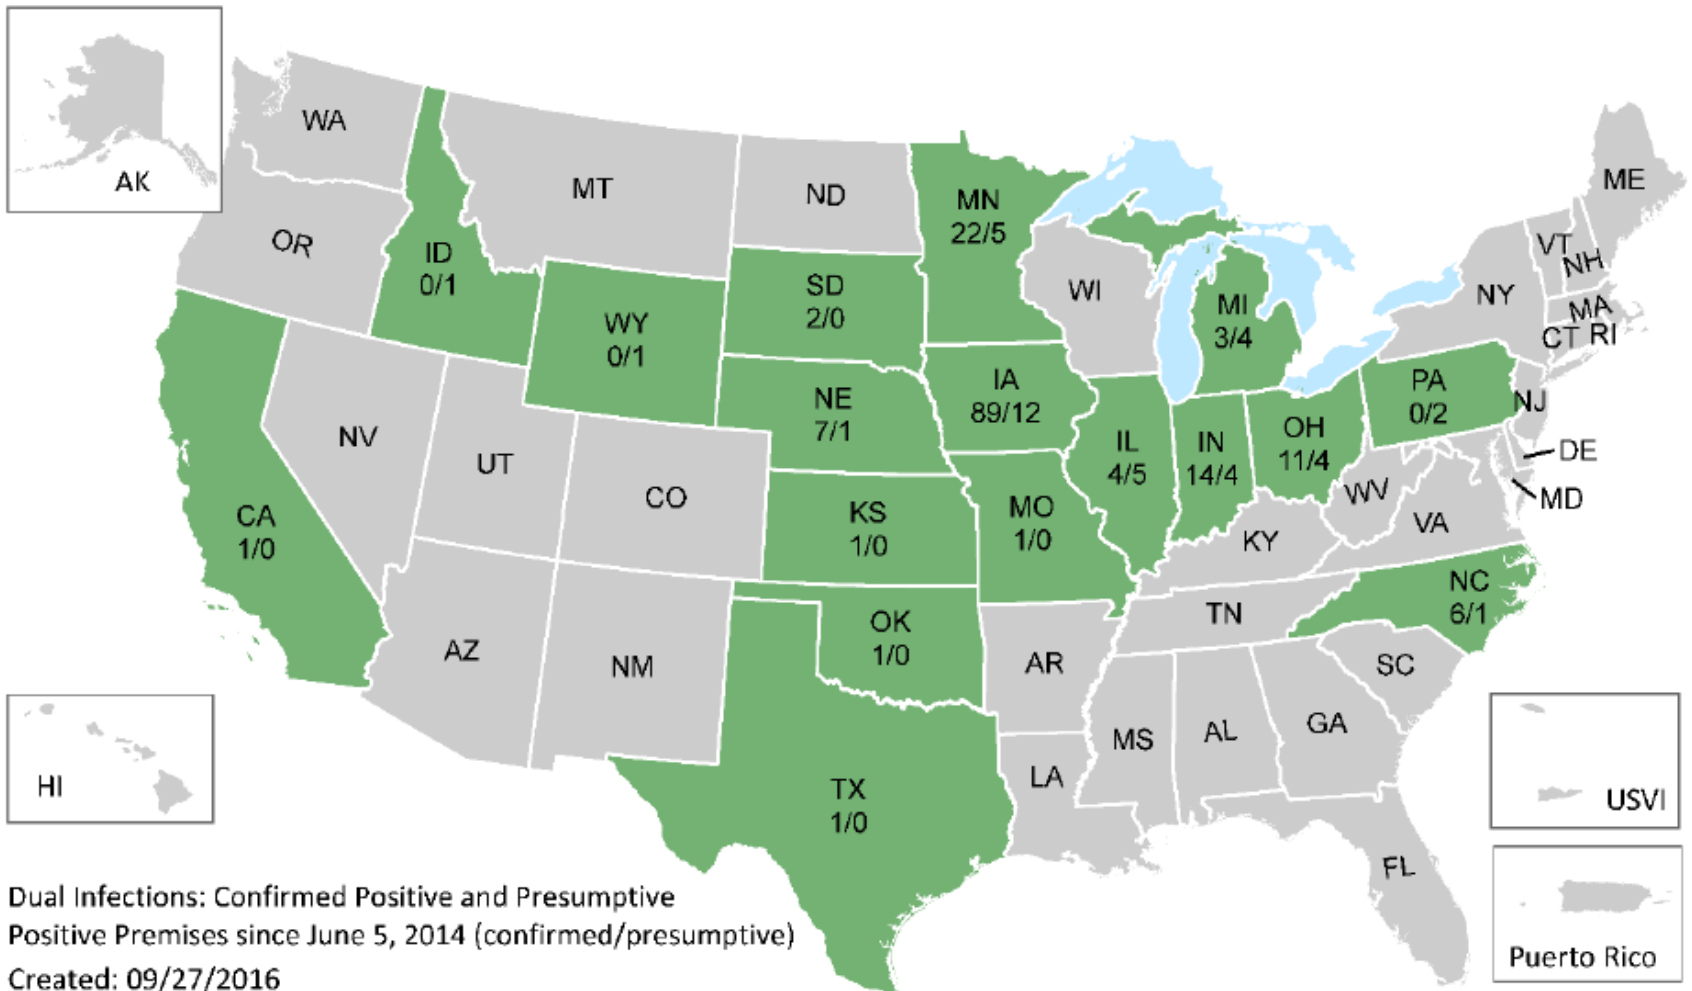 AK
WA
MT
ND
MN
22/5
ME
OR
ID
0/1
SD
2/0
WI
MI
3/4
VT
NH
NY
MA
CT
RI
WY
0/1
NE
7/1
IA
89/12
IL
4/5
IN
14/4
OH
11/4
PA
0/2
NJ
DE
MD
NV
UT
CO
KS
1/0
MO
1/0
WV
VA
KY
CA
1/0
NC
6/1
TN
AZ
NM
OK
1/0
AR
SC
MS
AL
GA
LA
HI
TX
1/0
FL
USVI
Puerto Rico
Dual Infections: Confirmed Positive and Presumptive
Positive Premises since June 5, 2014 (confirmed/presumptive)
Created: 09/27/2016